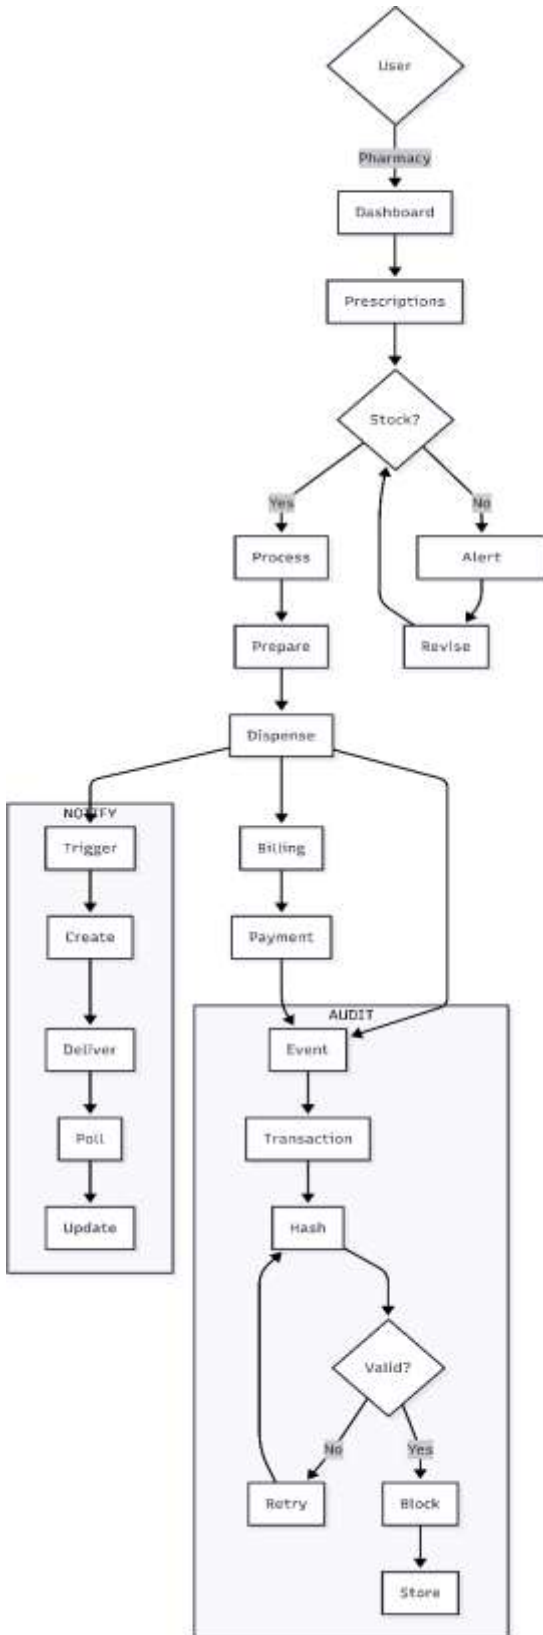 User
Pharmacy
Dashboard
Prescriptions
Stock?
Yes
No
Process
Alert
Prepare
Revise
Dispense
NOTIFY
Trigger
Billing
Create
Payment
AUDIT
Deliver
Event
Poll
Transaction
Update
Hash
Valid?
No
Yes
Retry
Block
Store